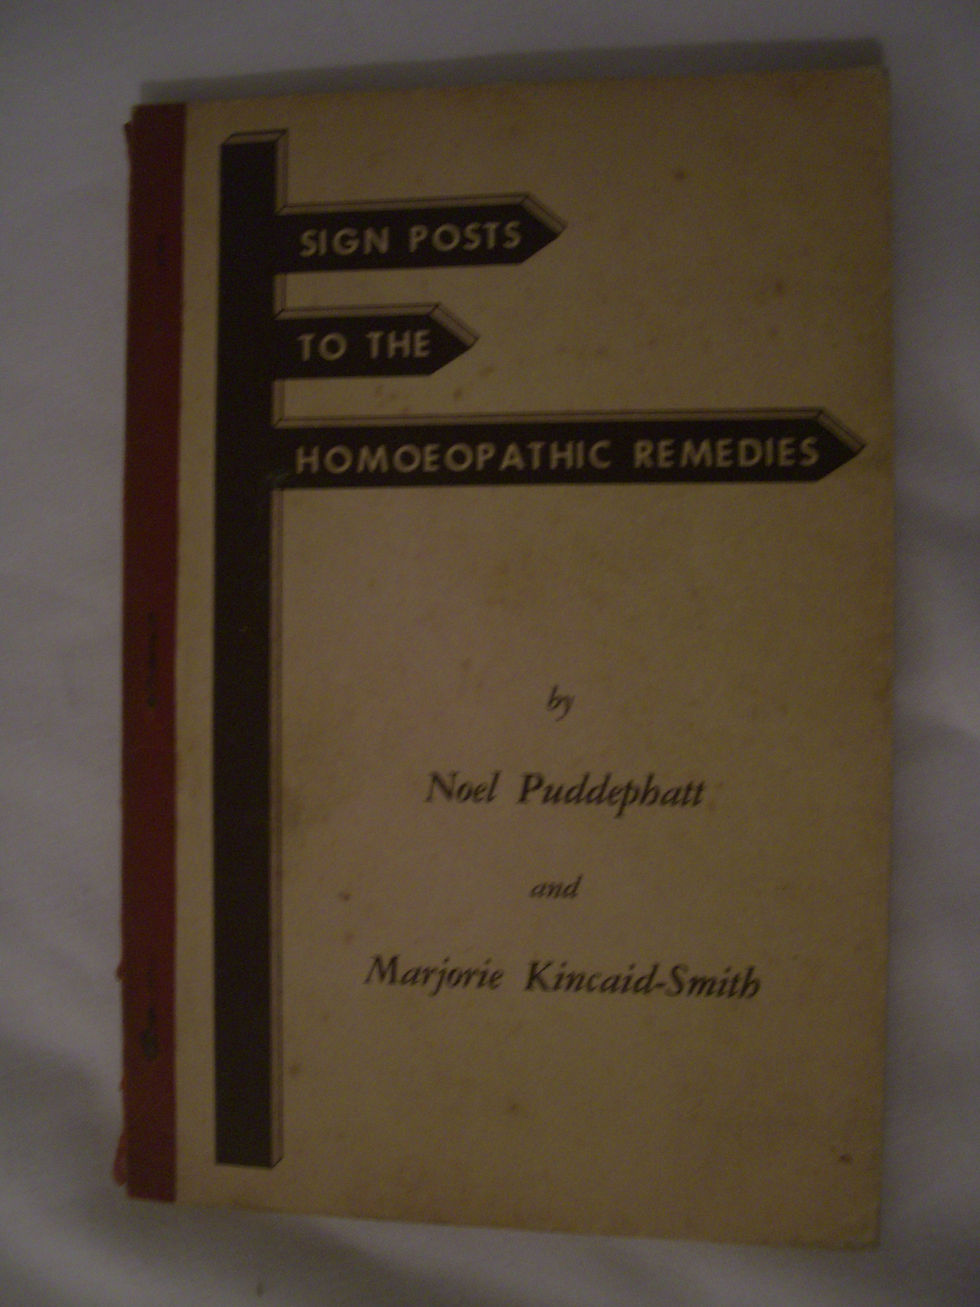 SIGN POSTS
TO THE
HOMOEOPATHIC REMEDIES
by
Noel Puddephatt
and
Marjorie Kincaid-Smith